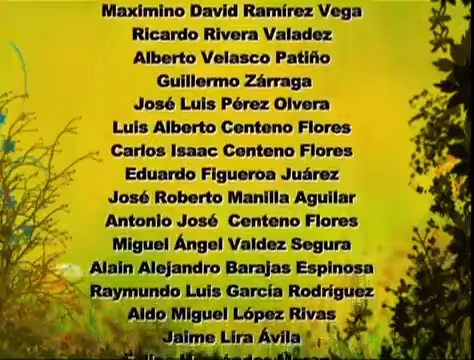 Maximino David Ramírez Vega
Ricardo Rivera Valadez
Alberto Velasco Patiño
Guillermo Zárraga
José Luis Pérez Olvera
Luis Alberto Centeno Flores
Carlos Isaac Centeno Flores
Eduardo Figueroa Juárez
José Roberto Manilla Aguilar
Antonio José  Centeno Flores
Miguel Ángel Valdez Segura
Alain Alejandro Barajas Espinosa
Raymundo Luis García Rodríguez
Aldo Miguel López Rivas
Jaime Lira Ávila